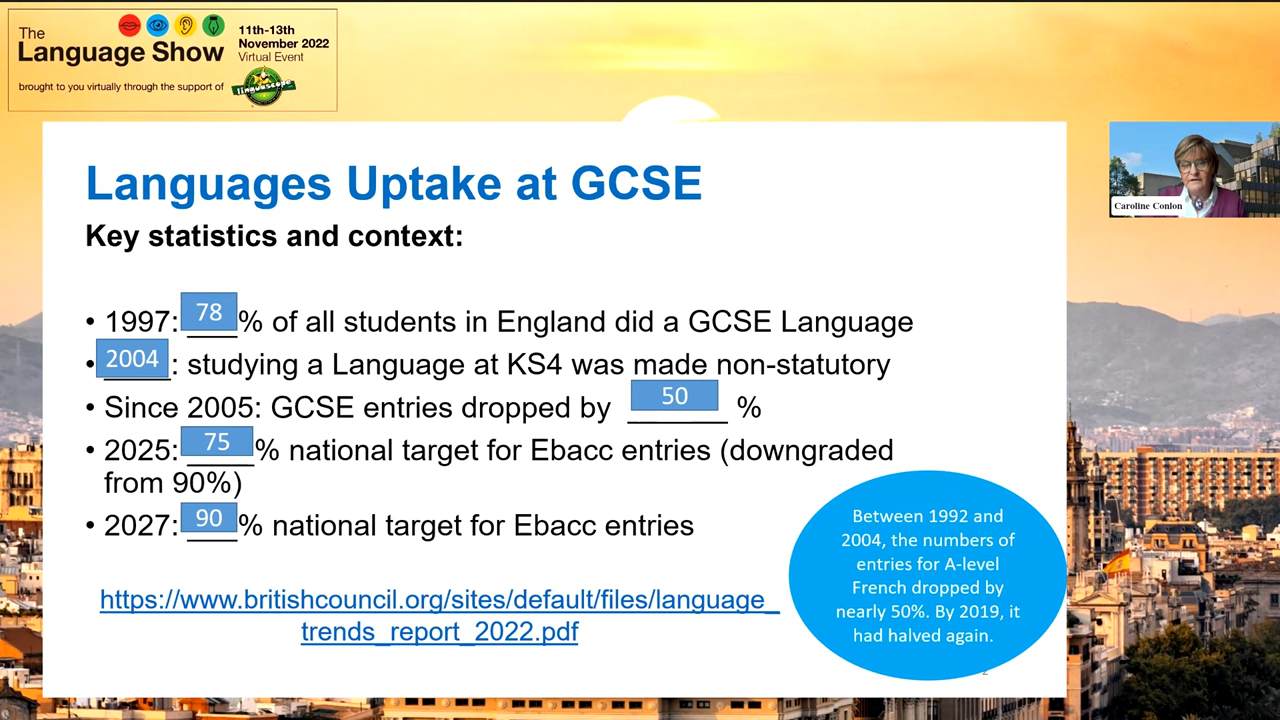 The
Language Show
11th-13th
November 2022
Virtual Event
brought to you virtually through the support of
linguascope
Caroline Conlon
Languages Uptake at GCSE
Key statistics and context:
• 1997: 78 % of all students in England did a GCSE Language
• 2004 : studying a Language at KS4 was made non-statutory
• Since 2005: GCSE entries dropped by 50 %
• 2025: 75 % national target for Ebacc entries (downgraded
from 90%)
• 2027: 90 % national target for Ebacc entries
https://www.britishcouncil.org/sites/default/files/language_
trends_report_2022.pdf
Between 1992 and
2004, the numbers of
entries for A-level
French dropped by
nearly 50%. By 2019, it
had halved again.
2